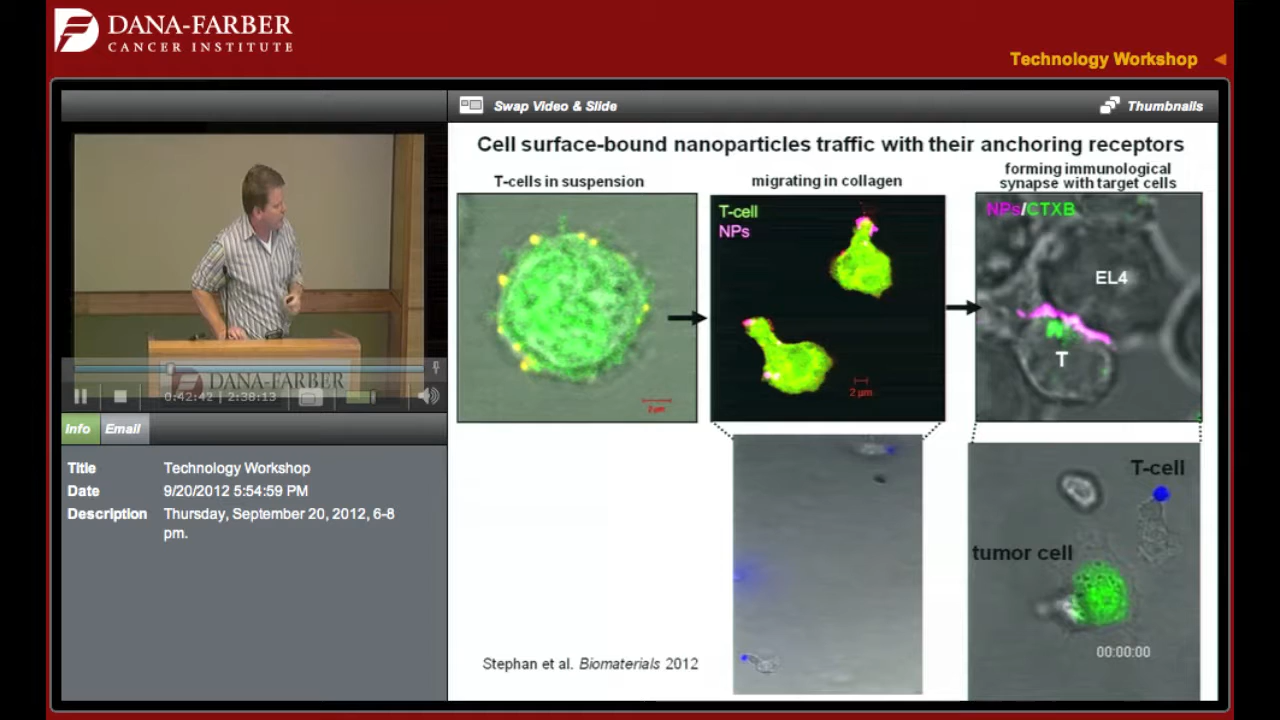 DANA-FARBER
CANCER INSTITUTE
Technology Workshop
Swap Video & Slide
Thumbnails
Cell surface-bound nanoparticles traffic with their anchoring receptors
T-cells in suspension
migrating in collagen
forming immunological
synapse with target cells
T-cell
NPs
2 μm
2 μm
NPs/CTXB
EL4
T
DANA-FARBER
0:42:42 | 2:38:13
Info
Email
Title Technology Workshop
Date 9/20/2012 5:54:59 PM
Description Thursday, September 20, 2012, 6-8
pm.
T-cell
tumor cell
00:00:00
Stephan et al. Biomaterials 2012